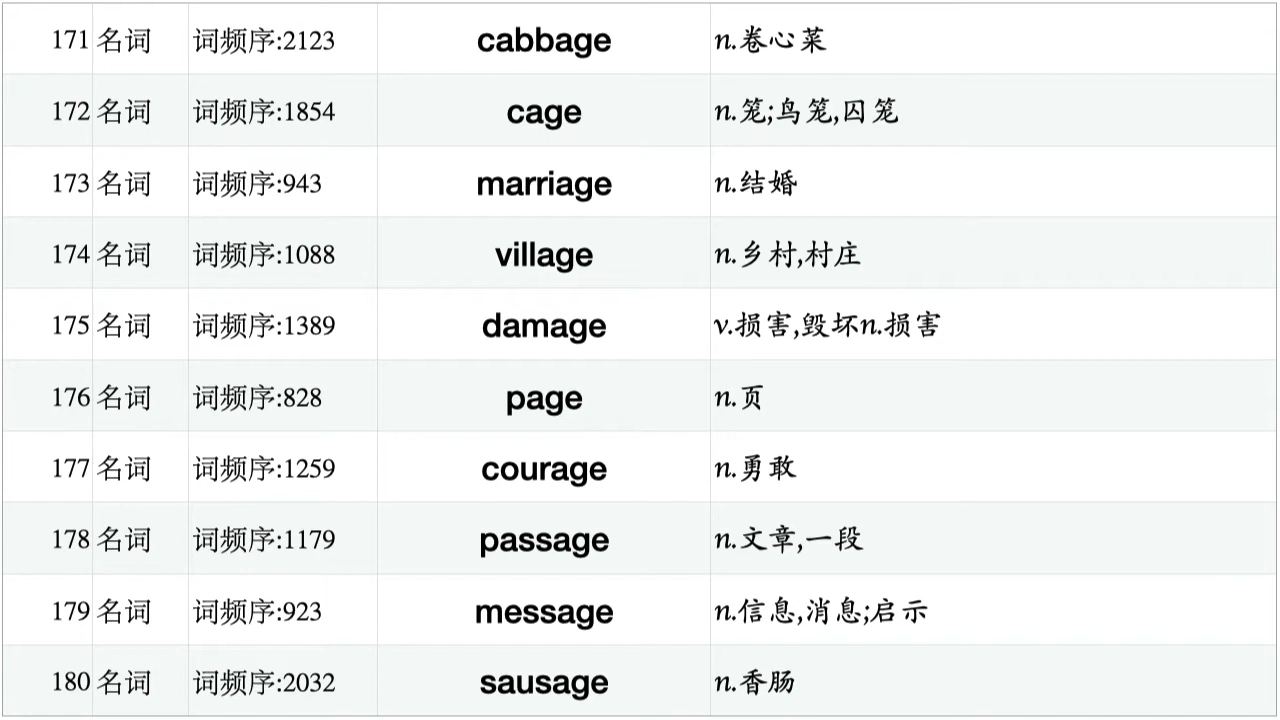 171 名词 词频序:2123 cabbage n.卷心菜
172 名词 词频序:1854 cage n.笼;鸟笼,囚笼
173 名词 词频序:943 marriage n.结婚
174 名词 词频序:1088 village n.乡村,村庄
175 名词 词频序:1389 damage v.损害,毁坏n.损害
176 名词 词频序:828 page n.页
177 名词 词频序:1259 courage n.勇敢
178 名词 词频序:1179 passage n.文章,一段
179 名词 词频序:923 message n.信息,消息;启示
180 名词 词频序:2032 sausage n.香肠